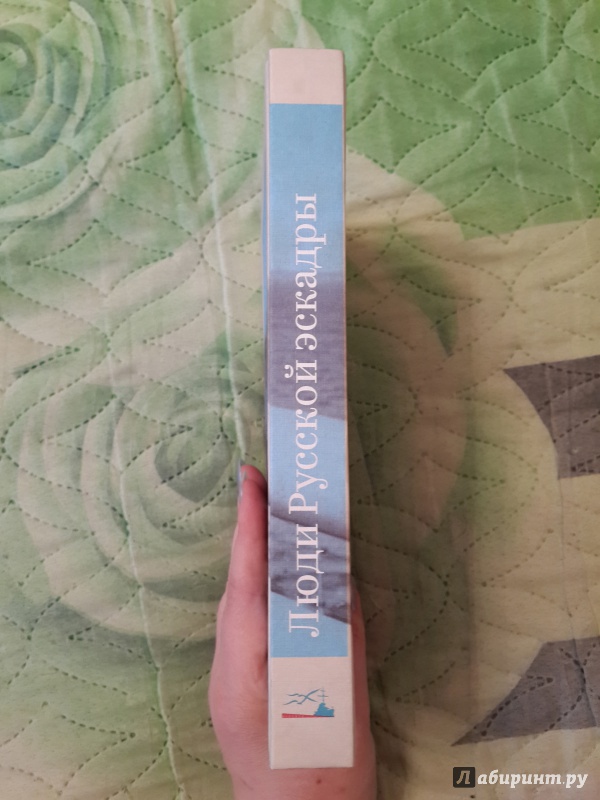 Люди Русской эскадры
Лабиринт.ру